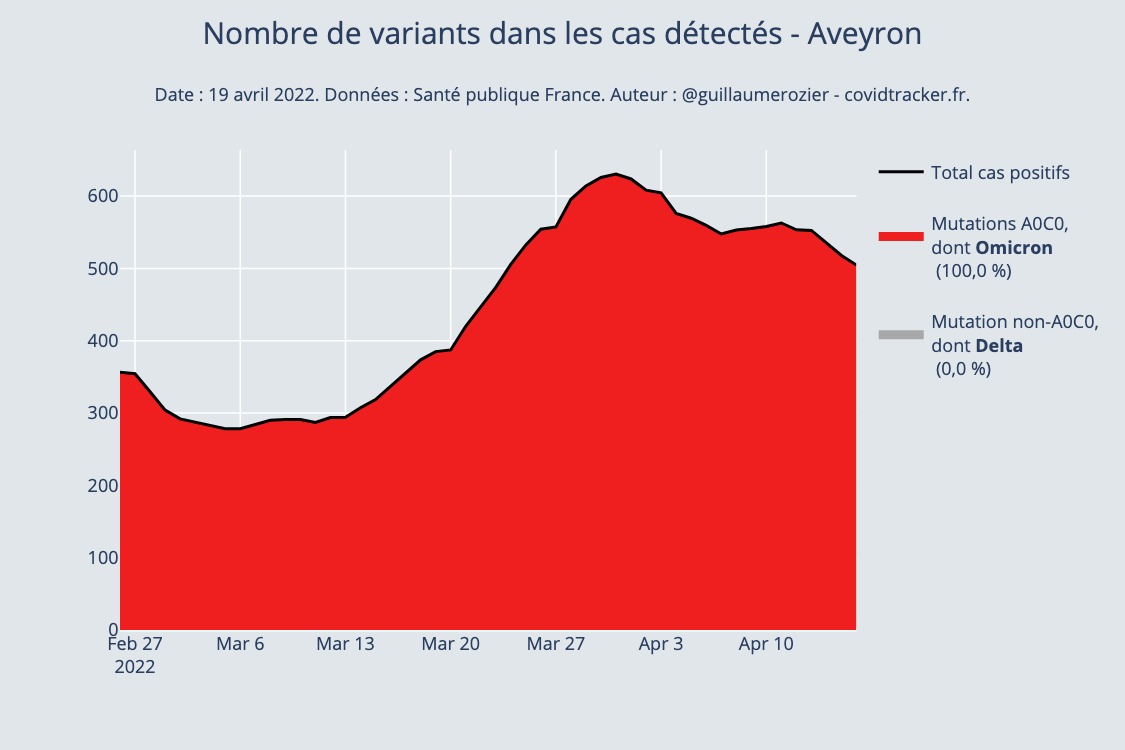 Nombre de variants dans les cas détectés - Aveyron
Date : 19 avril 2022. Données : Santé publique France. Auteur : @guillaumerozier - covidtracker.fr.
Total cas positifs
Mutations A0C0,
dont Omicron
(100,0 %)
Mutation non-A0C0,
dont Delta
(0,0 %)
600
500
400
300
200
100
0
Feb 27 Mar 6 Mar 13 Mar 20 Mar 27 Apr 3 Apr 10
2022